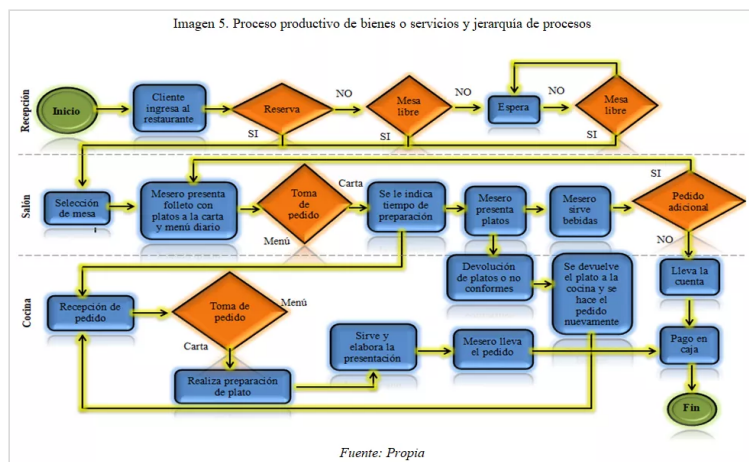 Imagen 5. Proceso productivo de bienes o servicios y jerarquía de procesos
Recepción
Inicio
Cliente
ingresa al
restaurante
Reserva
NO
Mesa
libre
NO
Espera
NO
Mesa
libre
SI
SI
SI
Salón
Selección
de mesa
Mesero presenta
folleto con
platos a la carta
y menú diario
Toma
de
pedido
Carta
Menú
Se le indica
tiempo de
preparación
Mesero
presenta
platos
Mesero
sirve
bebidas
SI
Pedido
adicional
NO
Cocina
Recepción de
pedido
Toma de
pedido
Menú
Carta
Realiza preparación
de plato
Sirve y
elabora la
presentación
Mesero lleva
el pedido
Devolución
de platos o no
conformes
Se devuelve
el plato a la
cocina y se
hace el
pedido
nuevamente
Lleva la
cuenta
Pago en
caja
Fin
Fuente: Propia